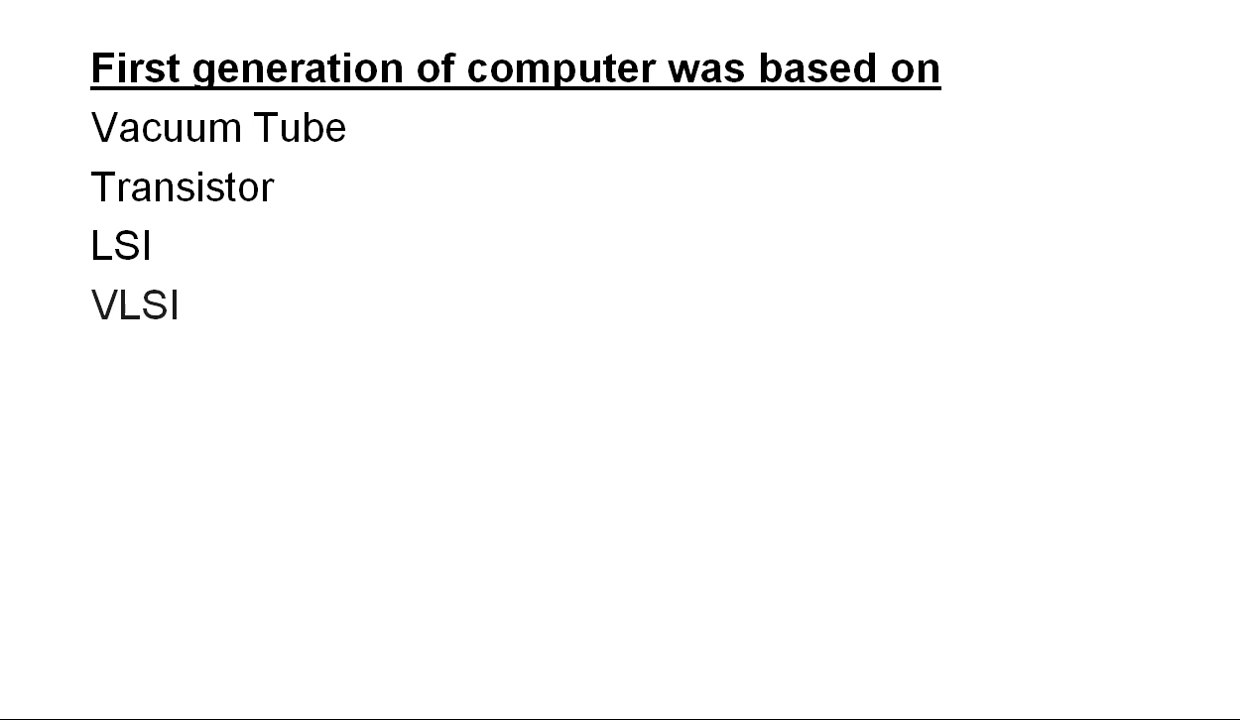 First generation of computer was based on
Vacuum Tube
Transistor
LSI
VLSI